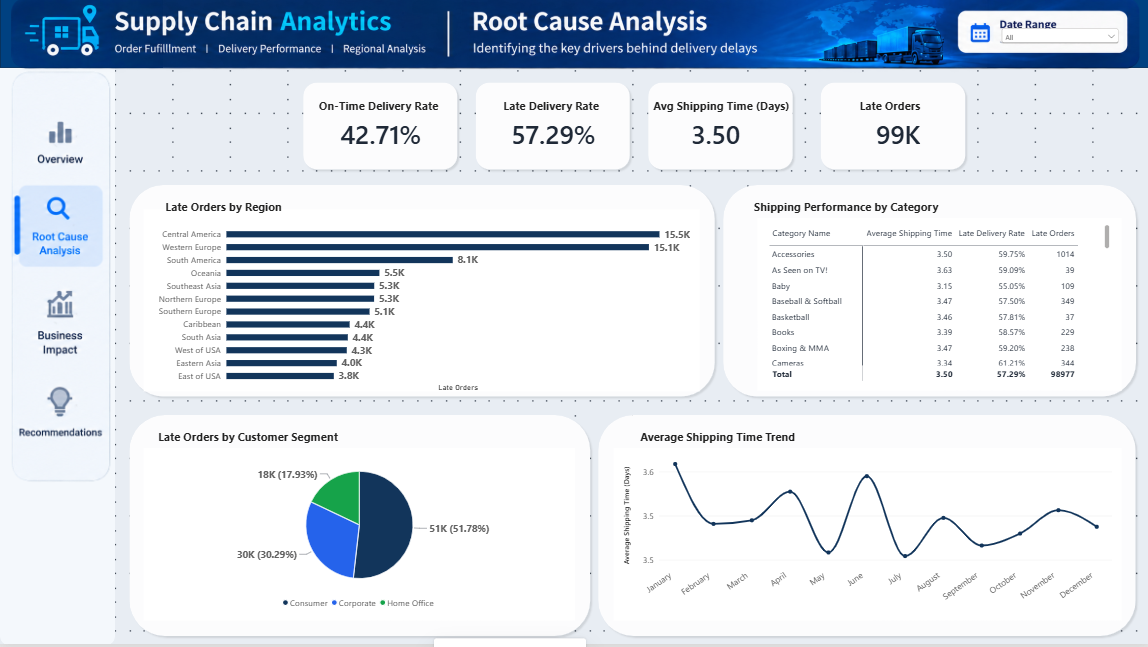 Supply Chain Analytics
Order Fufilllment | Delivery Performance | Regional Analysis
Root Cause Analysis
Identifying the key drivers behind delivery delays
Date Range
All
Overview
Root Cause
Analysis
Business
Impact
Recommendations
On-Time Delivery Rate
42.71%
Late Delivery Rate
57.29%
Avg Shipping Time (Days)
3.50
Late Orders
99K
Late Orders by Region
Central America 15.5K
Western Europe 15.1K
South America 8.1K
Oceania 5.5K
Southeast Asia 5.3K
Northern Europe 5.3K
Southern Europe 5.1K
Caribbean 4.4K
South Asia 4.4K
West of USA 4.3K
Eastern Asia 4.0K
East of USA 3.8K
Late Orders
Shipping Performance by Category
Category Name Average Shipping Time Late Delivery Rate Late Orders
Accessories 3.50 59.75% 1014
As Seen on TV! 3.63 59.09% 39
Baby 3.15 55.05% 109
Baseball & Softball 3.47 57.50% 349
Basketball 3.46 57.81% 37
Books 3.39 58.57% 229
Boxing & MMA 3.47 59.20% 238
Cameras 3.34 61.21% 344
Total 3.50 57.29% 98977
Late Orders by Customer Segment
18K (17.93%)
51K (51.78%)
30K (30.29%)
Consumer Corporate Home Office
Average Shipping Time Trend
Average Shipping Time (Days)
3.6
3.5
3.5
January February March April May June July August September October November December